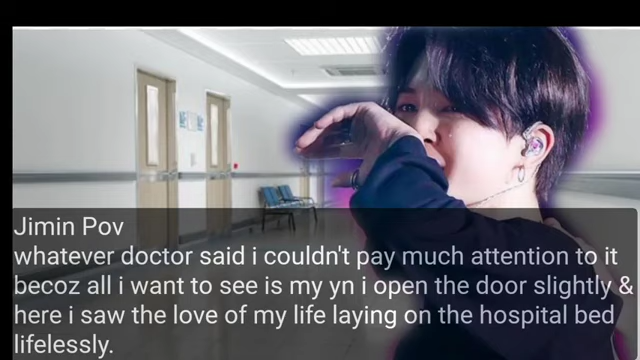 Jimin Pov
whatever doctor said i couldn't pay much attention to it
becoz all i want to see is my yn i open the door slightly &
here i saw the love of my life laying on the hospital bed
lifelessly.